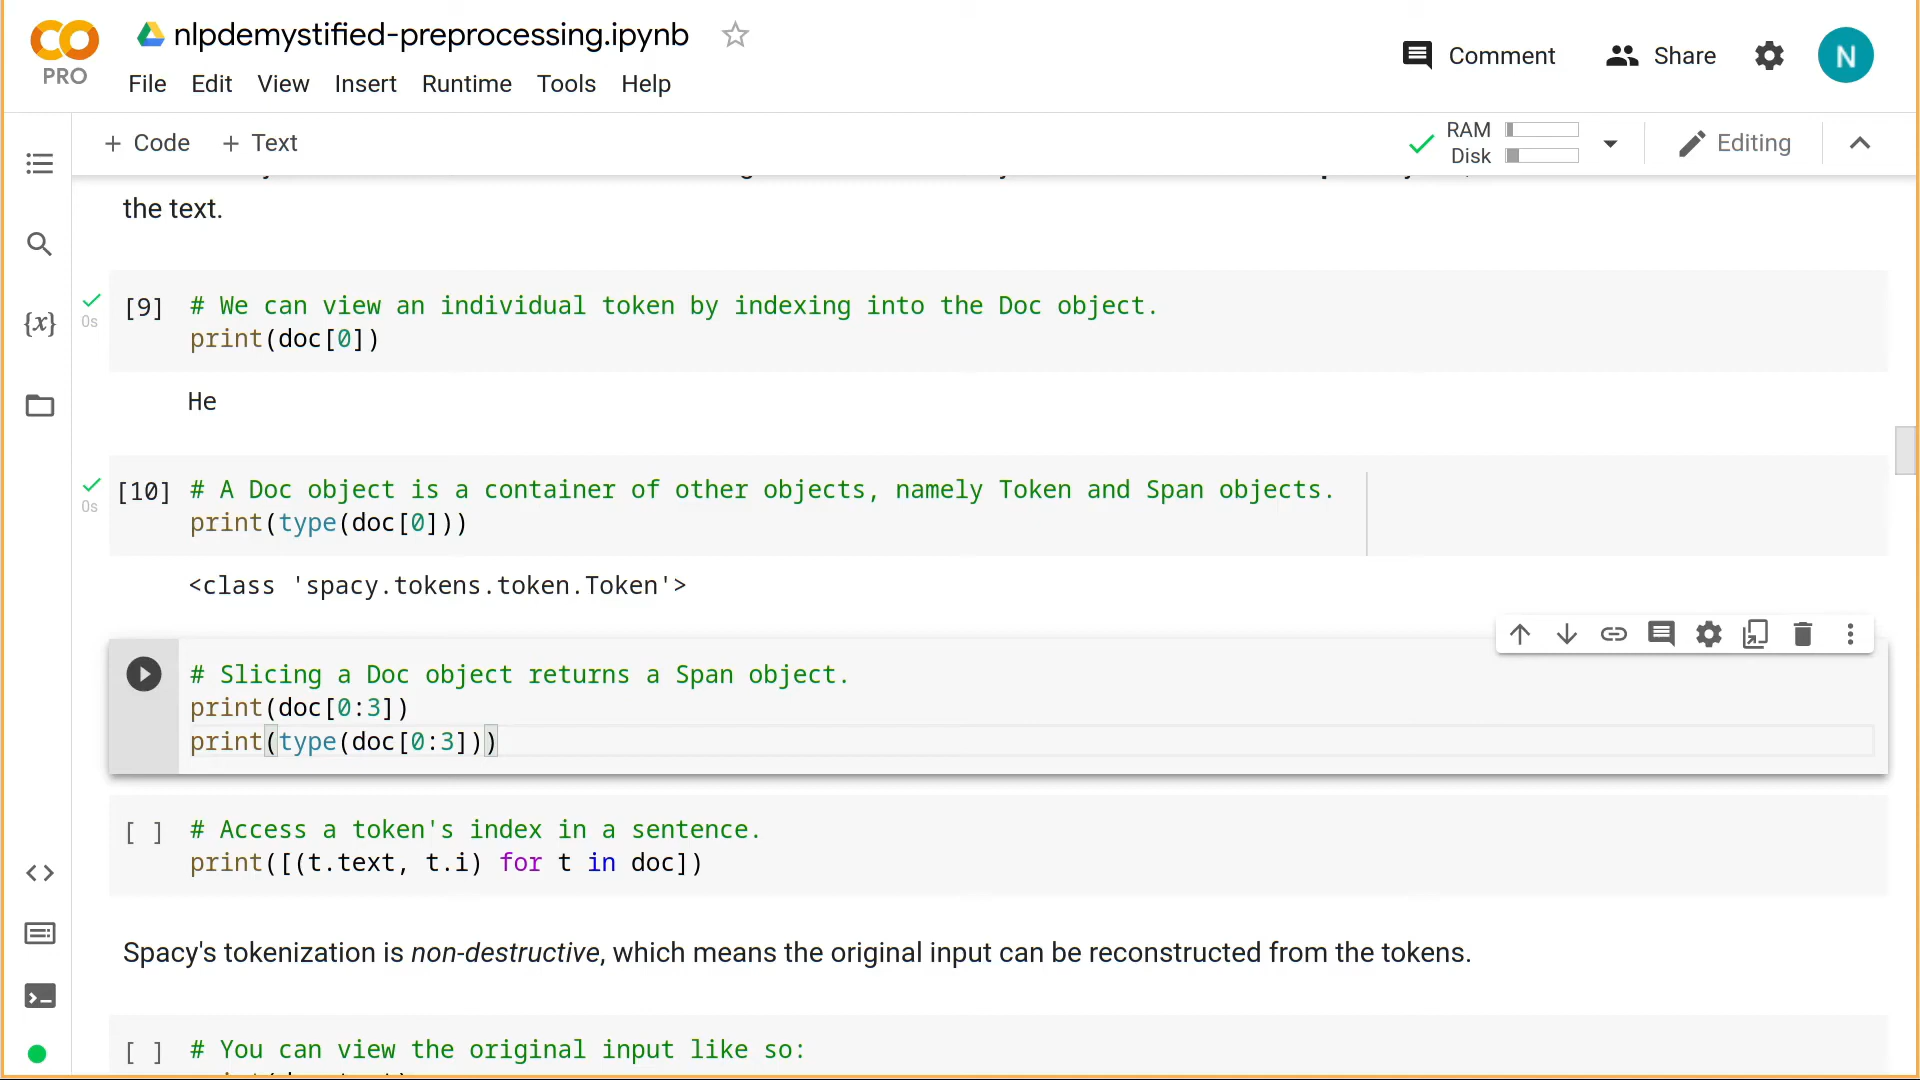 nlpdemystified-preprocessing.ipynb
PRO
File Edit View Insert Runtime Tools Help
Comment
Share
N
+ Code + Text
RAM
Disk
Editing
the text.
{x}
0s
[9]
# We can view an individual token by indexing into the Doc object.
print(doc[0])
He
0s
[10]
# A Doc object is a container of other objects, namely Token and Span objects.
print(type(doc[0]))
<class 'spacy.tokens.token.Token'>
# Slicing a Doc object returns a Span object.
print(doc[0:3])
print(type(doc[0:3]))
[ ]
# Access a token's index in a sentence.
print([(t.text, t.i) for t in doc])
Spacy's tokenization is non-destructive, which means the original input can be reconstructed from the tokens.
[ ]
# You can view the original input like so: